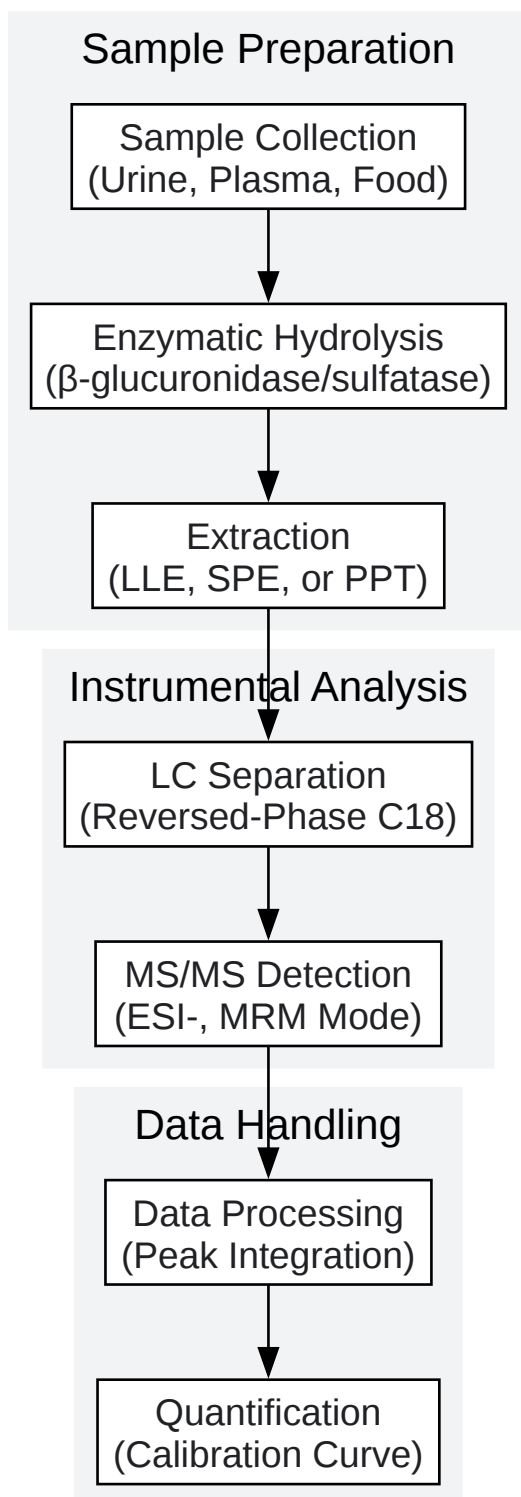 Sample Preparation
Sample Collection
(Urine, Plasma, Food)
Enzymatic Hydrolysis
(β-glucuronidase/sulfatase)
Extraction
(LLE, SPE, or PPT)
Instrumental Analysis
LC Separation
(Reversed-Phase C18)
MS/MS Detection
(ESI-, MRM Mode)
Data Handling
Data Processing
(Peak Integration)
Quantification
(Calibration Curve)